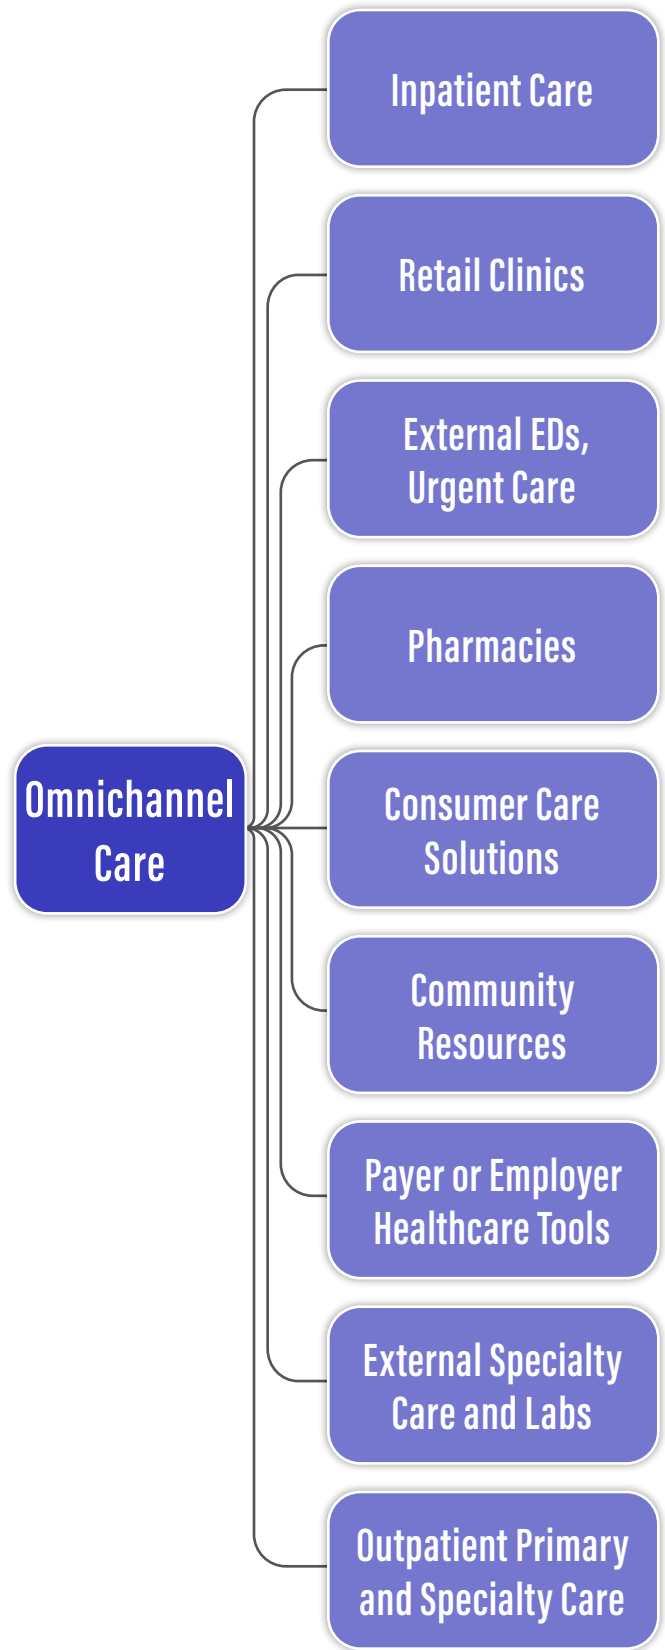 Inpatient Care
Retail Clinics
External EDs,
Urgent Care
Pharmacies
Omnichannel
Care
Consumer Care
Solutions
Community
Resources
Payer or Employer
Healthcare Tools
External Specialty
Care and Labs
Outpatient Primary
and Specialty Care